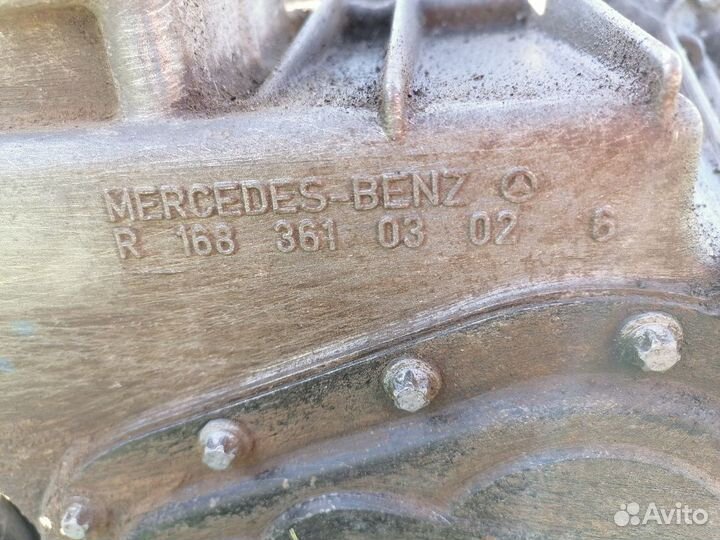 MERCEDES-BENZ
R 168 361 03 02 6
Avito